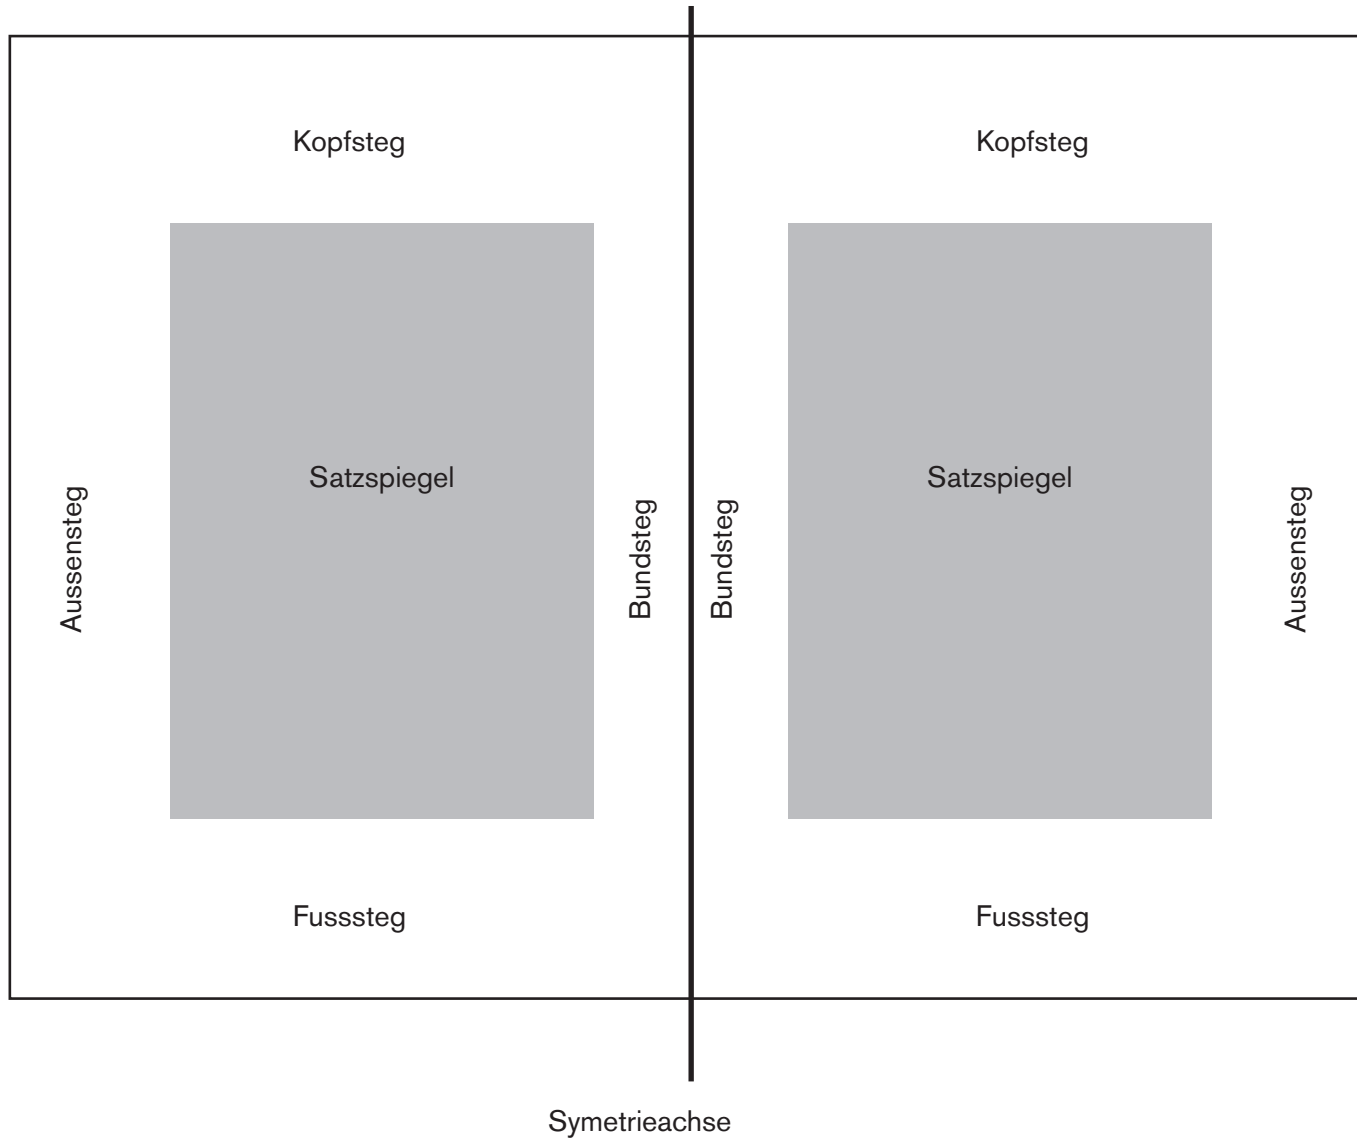 Kopfsteg
Kopfsteg
Satzspiegel
Satzspiegel
Aussensteg
Bundsteg
Bundsteg
Aussensteg
Fusssteg
Fusssteg
Symetrieachse